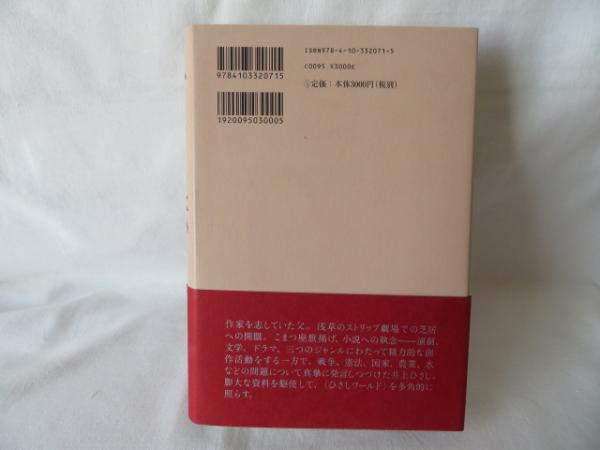 ISBN978-4-10-332071-5
C0095 ¥3000E
9784103320715
Ⓢ定価:本体3000円(税別)
1920095030005
作家を志していた父。浅草のストリップ劇場での芝居
への開眼。こまつ座旗揚げ、小説への執念――演劇、
文学、ドラマ、三つのジャンルにわたって精力的な創
作活動をする一方で、戦争、憲法、国家、農業、水
などの問題について真摯に発言しつづけた井上ひさし。
膨大な資料を駆使して、〈ひさしワールド〉を多角的に
照らす。